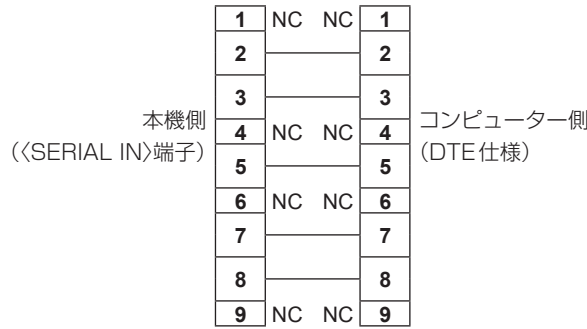 1 NC NC 1
2 2
3 3
本機側
(〈SERIAL IN〉端子)
4 NC NC 4
コンピューター側
(DTE仕様)
5 5
6 NC NC 6
7 7
8 8
9 NC NC 9